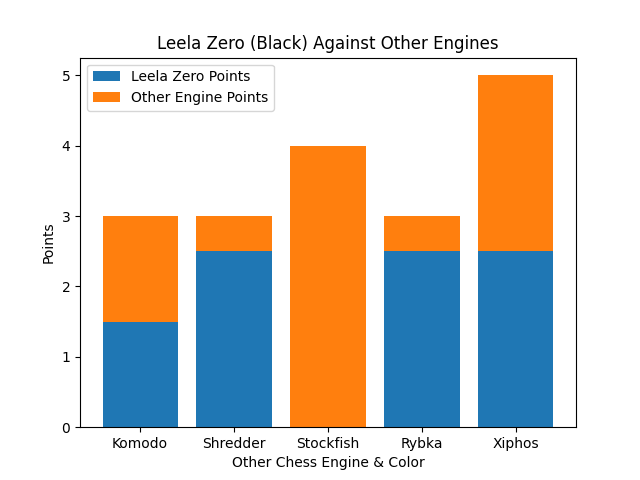 Leela Zero (Black) Against Other Engines
Leela Zero Points
Other Engine Points
5
4
3
2
1
0
Points
Komodo Shredder Stockfish Rybka Xiphos
Other Chess Engine & Color